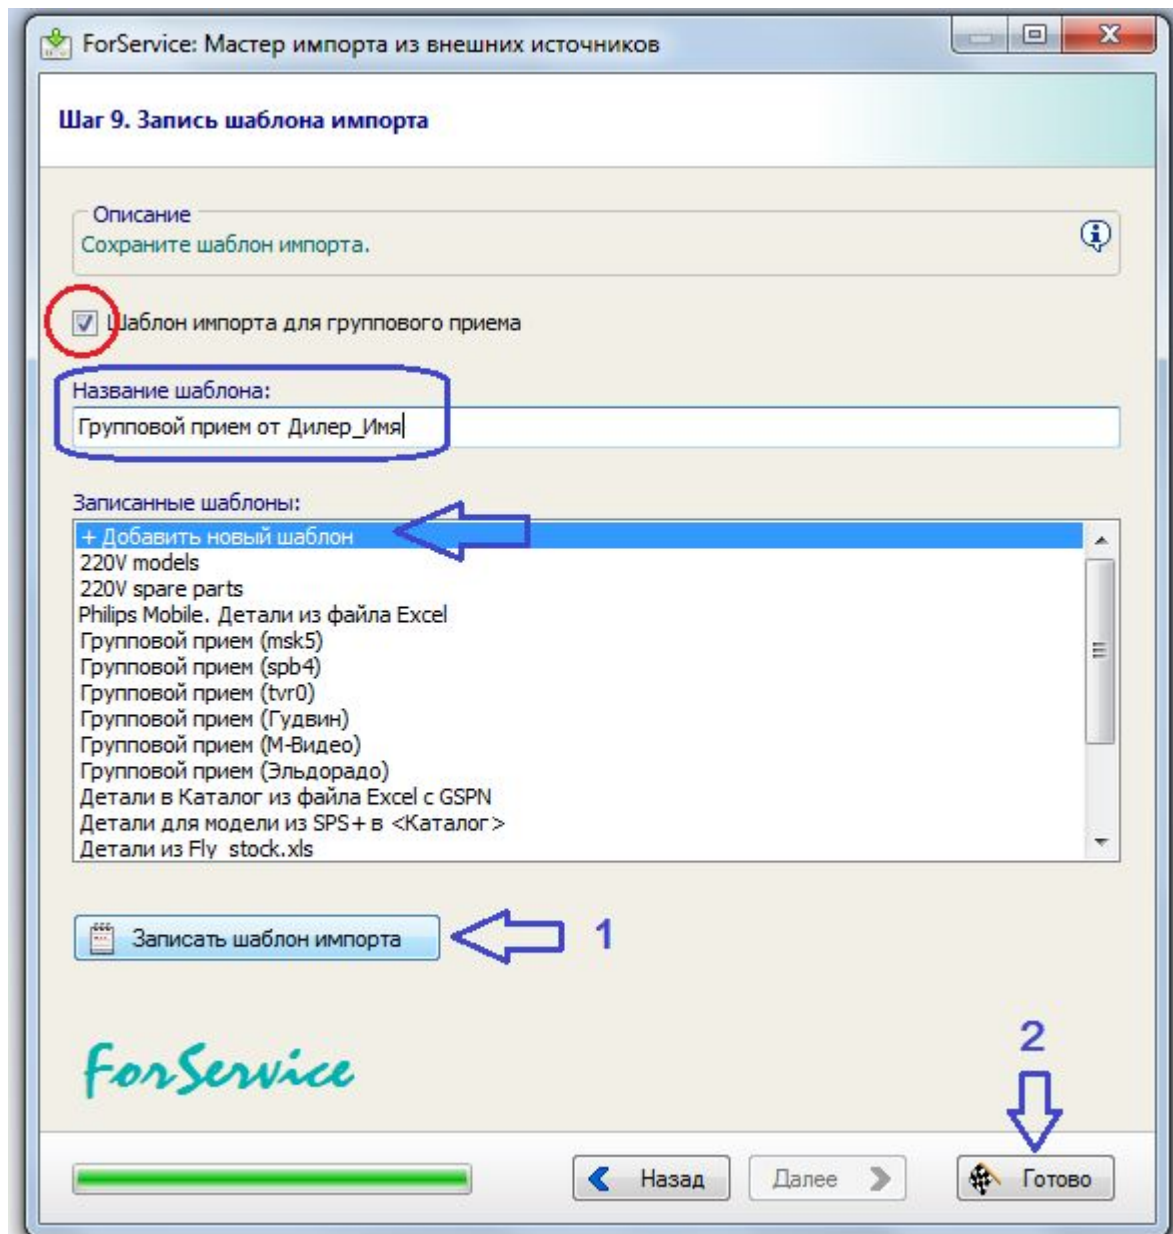 ForService: Мастер импорта из внешних источников
Шаг 9. Запись шаблона импорта
Описание
Сохраните шаблон импорта.
Шаблон импорта для группового приема
Название шаблона:
Групповой прием от Дилер_Имя
Записанные шаблоны:
+ Добавить новый шаблон
220V models
220V spare parts
Philips Mobile. Детали из файла Excel
Групповой прием (msk5)
Групповой прием (spb4)
Групповой прием (tvr0)
Групповой прием (Гудвин)
Групповой прием (М-Видео)
Групповой прием (Эльдорадо)
Детали в Каталог из файла Excel с GSPN
Детали для модели из SPS+ в <Каталог>
Детали из Fly_stock.xls
Записать шаблон импорта 1
ForService
2
Назад Далее Готово